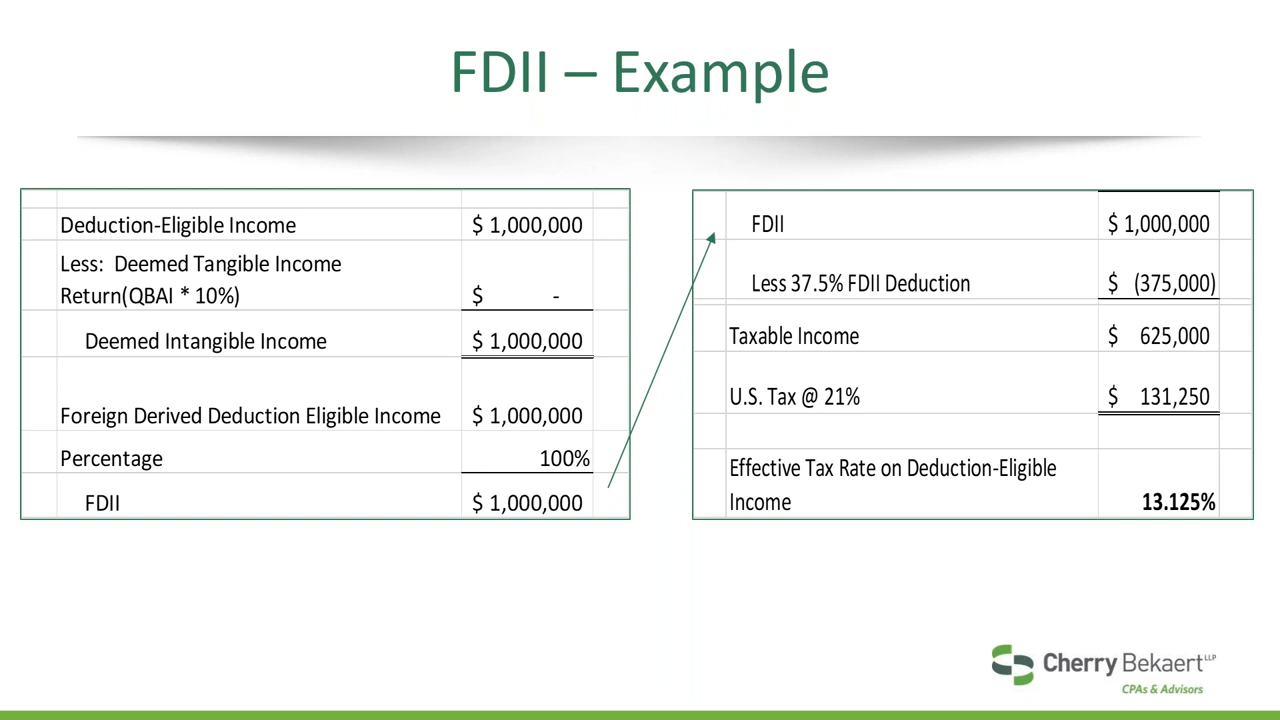 FDII – Example
Deduction-Eligible Income $ 1,000,000
Less: Deemed Tangible Income
Return(QBAI * 10%) $ -
Deemed Intangible Income $ 1,000,000
Foreign Derived Deduction Eligible Income $ 1,000,000
Percentage 100%
FDII $ 1,000,000
FDII $ 1,000,000
Less 37.5% FDII Deduction $ (375,000)
Taxable Income $ 625,000
U.S. Tax @ 21% $ 131,250
Effective Tax Rate on Deduction-Eligible
Income 13.125%
Cherry Bekaert LLP
CPAs & Advisors